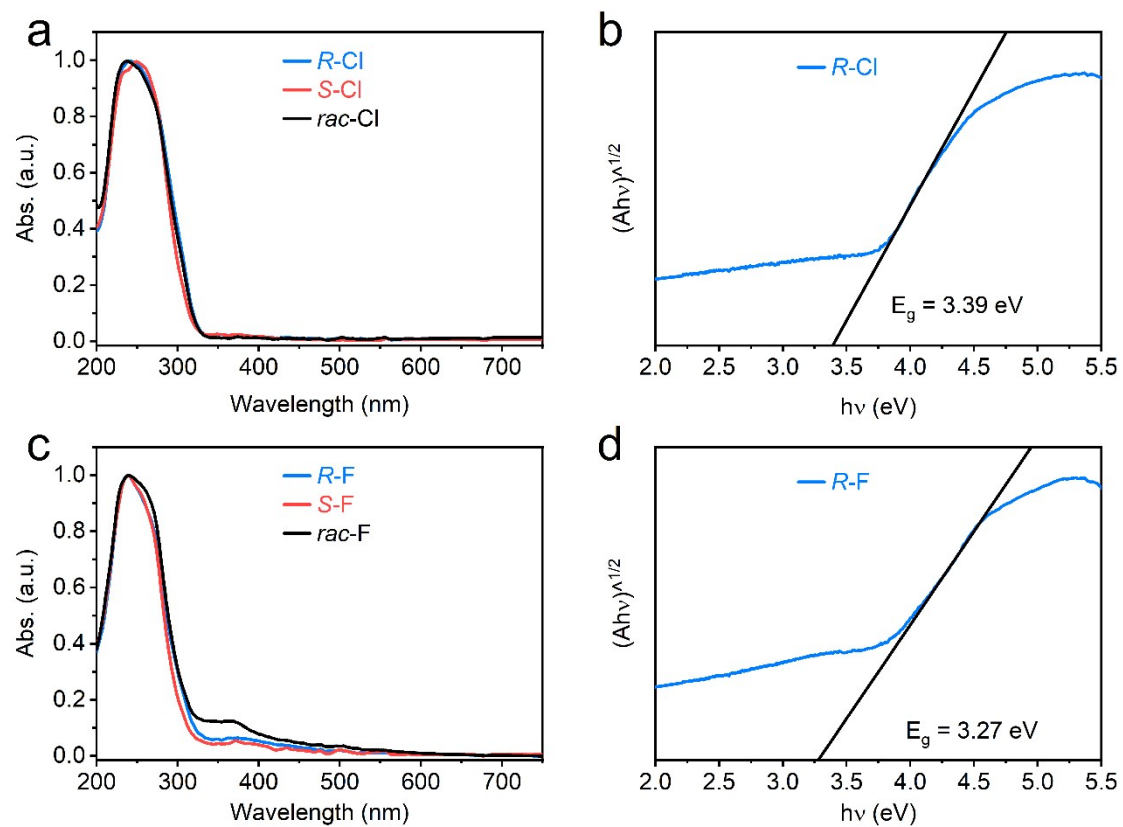 a
R-Cl
S-Cl
rac-Cl
1.0
0.8
0.6
0.4
0.2
0.0
Abs. (a.u.)
200 300 400 500 600 700
Wavelength (nm)
b
R-Cl
(Ahν)^1/2
E_g = 3.39 eV
2.0 2.5 3.0 3.5 4.0 4.5 5.0 5.5
hν (eV)
c
R-F
S-F
rac-F
1.0
0.8
0.6
0.4
0.2
0.0
Abs. (a.u.)
200 300 400 500 600 700
Wavelength (nm)
d
R-F
(Ahν)^1/2
E_g = 3.27 eV
2.0 2.5 3.0 3.5 4.0 4.5 5.0 5.5
hν (eV)